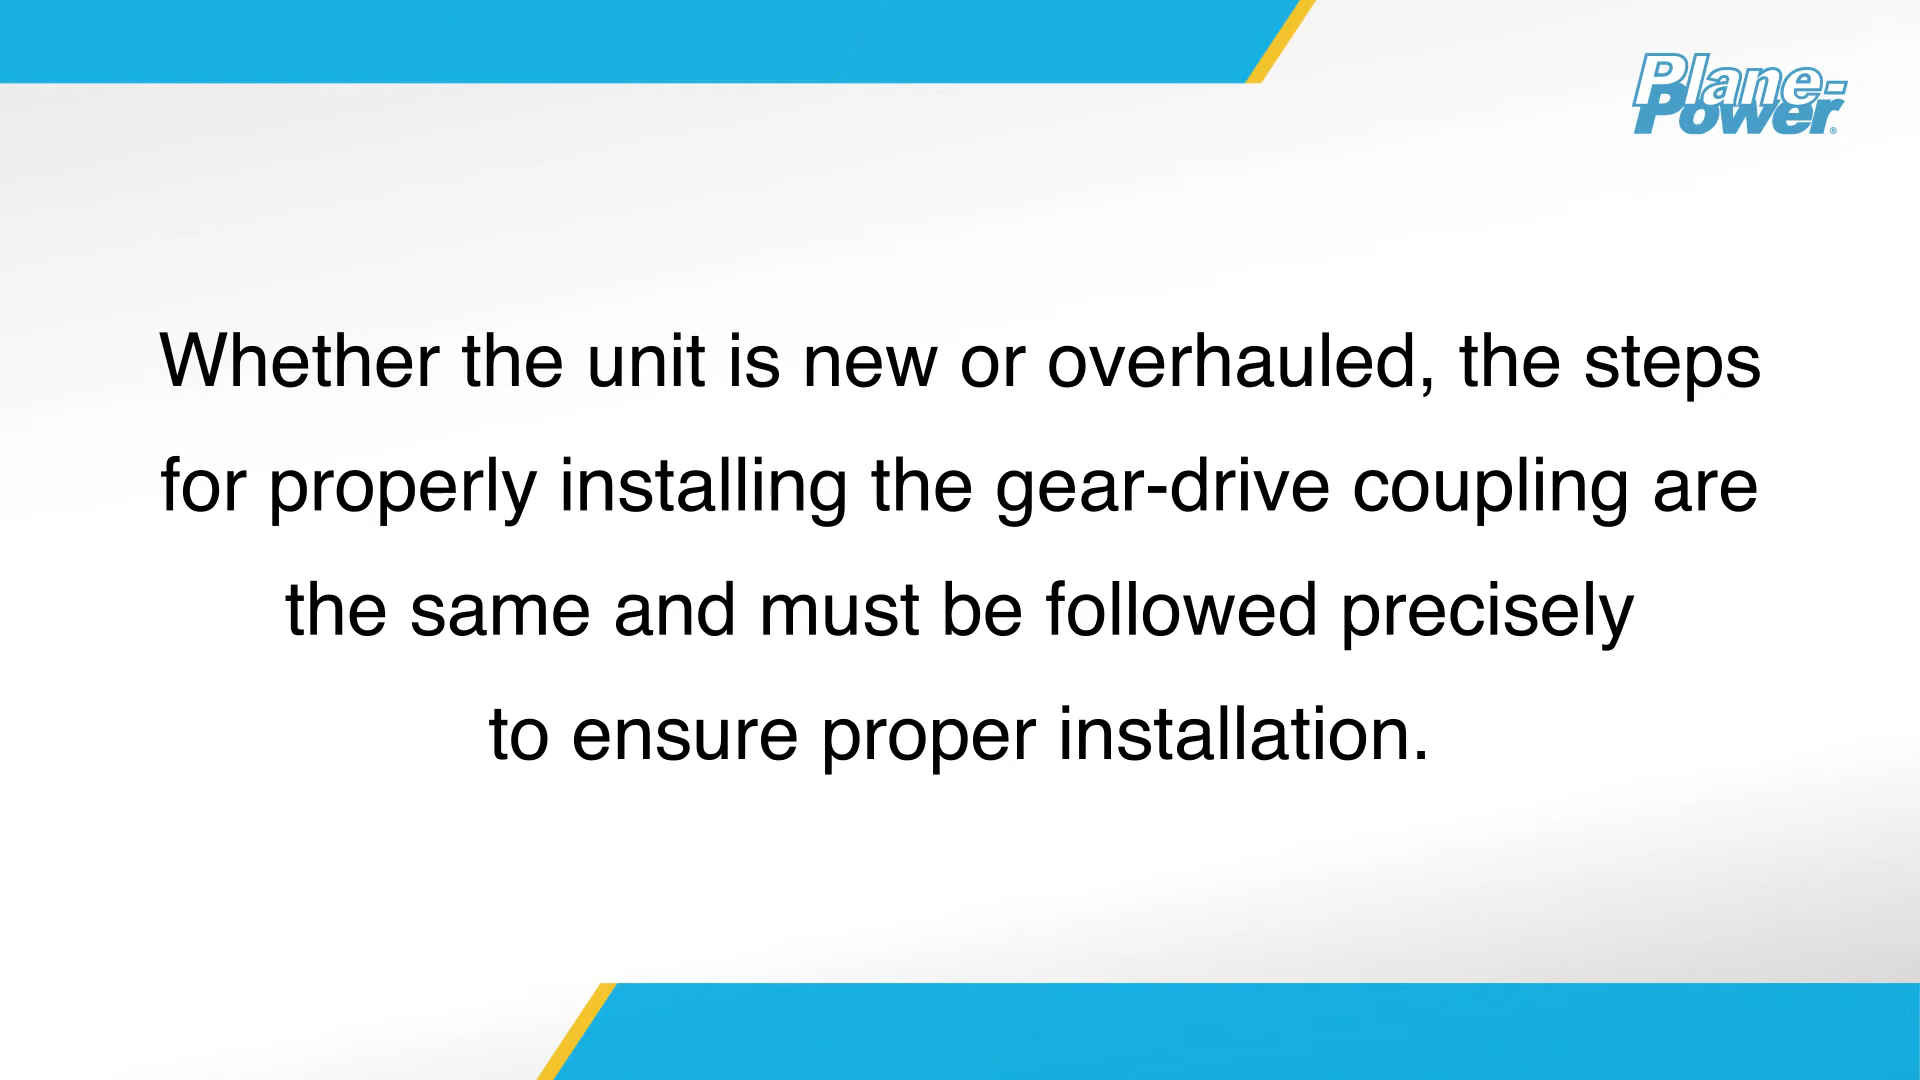 Plane-
Power®
Whether the unit is new or overhauled, the steps
for properly installing the gear-drive coupling are
the same and must be followed precisely
to ensure proper installation.